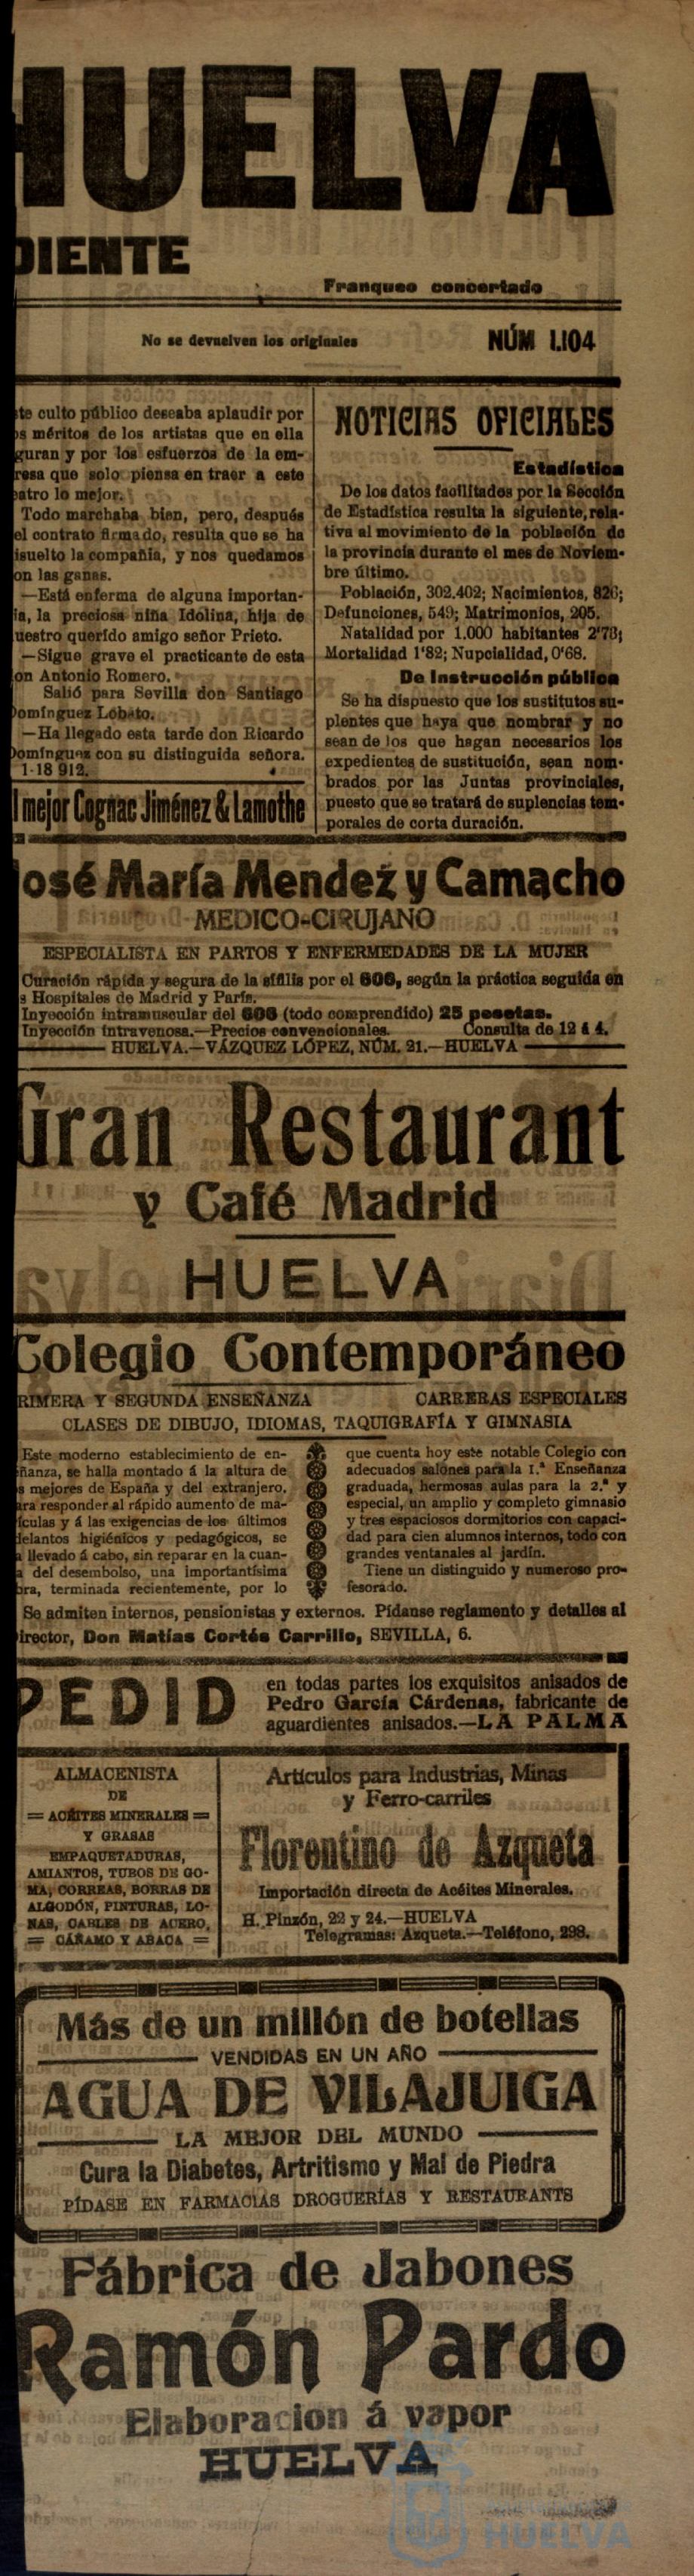 HUELVA
DIENTE
Franqueo concertado
No se devuelven los originales
NÚM 1.104
te culto público deseaba aplaudir por
s méritos de los artistas que en ella
guran y por los esfuerzos de la em-
resa que solo piensa en traer a este
eatro lo mejor.
Todo marchaba bien, pero, después
el contrato firmado, resulta que se ha
isuelto la compañia, y nos quedamos
on las ganas.
—Está enferma de alguna importan-
ia, la preciosa niña Idolina, hija de
uestro querido amigo señor Prieto.
—Sigue grave el practicante de esta
on Antonio Romero.
Salió para Sevilla don Santiago
Domínguez Lobato.
—Ha llegado esta tarde don Ricardo
Domínguez con su distinguida señora.
1-18 912.
l mejor Cognac Jiménez & Lamothe
NOTICIAS OFICIALES
Estadística
De los datos facilitados por la Sección
de Estadística resulta la siguiente, rela-
tiva al movimiento de la población de
la provincia durante el mes de Noviem-
bre último.
Población, 302.402; Nacimientos, 826;
Defunciones, 549; Matrimonios, 205.
Natalidad por 1.000 habitantes 2'73;
Mortalidad 1'82; Nupcialidad, 0'68.
De Instrucción pública
Se ha dispuesto que los sustitutos su-
plentes que haya que nombrar y no
sean de los que hagan necesarios los
expedientes de sustitución, sean nom-
brados por las Juntas provinciales,
puesto que se tratará de suplencias tem-
porales de corta duración.
José María Mendez y Camacho
MEDICO-CIRUJANO
ESPECIALISTA EN PARTOS Y ENFERMEDADES DE LA MUJER
Curación rápida y segura de la sífilis por el 606, según la práctica seguida en
s Hospitales de Madrid y París.
Inyección intramuscular del 606 (todo comprendido) 25 pesetas.
Inyección intravenosa.—Precios convencionales. Consulta de 12 á 4.
HUELVA.—VÁZQUEZ LÓPEZ, NÚM. 21.—HUELVA
Gran Restaurant
y Café Madrid
HUELVA
Colegio Contemporáneo
RIMERA Y SEGUNDA ENSEÑANZA CARRERAS ESPECIALES
CLASES DE DIBUJO, IDIOMAS, TAQUIGRAFÍA Y GIMNASIA
Este moderno establecimiento de en-
ñanza, se halla montado á la altura de
s mejores de España y del extranjero.
ara responder al rápido aumento de ma-
ículas y á las exigencias de los últimos
delantos higiénicos y pedagógicos, se
a llevado á cabo, sin reparar en la cuan-
a del desembolso, una importantísima
bra, terminada recientemente, por lo
que cuenta hoy este notable Colegio con
adecuados salones para la 1.ª Enseñanza
graduada, hermosas aulas para la 2.ª y
especial, un amplio y completo gimnasio
y tres espaciosos dormitorios con capaci-
dad para cien alumnos internos, todo con
grandes ventanales al jardín.
Tiene un distinguido y numeroso pro-
fesorado.
Se admiten internos, pensionistas y externos. Pídanse reglamento y detalles al
irector, Don Matías Cortés Carrillo, SEVILLA, 6.
PEDID
en todas partes los exquisitos anisados de
Pedro García Cárdenas, fabricante de
aguardientes anisados.—LA PALMA
ALMACENISTA
DE
ACEITES MINERALES
Y GRASAS
EMPAQUETADURAS,
AMIANTOS, TUBOS DE GO-
MA, CORREAS, BORRAS DE
ALGODÓN, PINTURAS, LO-
NAS, CABLES DE ACERO,
CÁÑAMO Y ABACA
Artículos para Industrias, Minas
y Ferro-carriles
Florentino de Azqueta
Importación directa de Acéites Minerales.
H. Pinzón, 22 y 24.—HUELVA
Telegramas: Azqueta.—Teléfono, 298.
Más de un millón de botellas
VENDIDAS EN UN AÑO
AGUA DE VILAJUIGA
LA MEJOR DEL MUNDO
Cura la Diabetes, Artritismo y Mal de Piedra
PÍDASE EN FARMACIAS DROGUERÍAS Y RESTAURANTS
Fábrica de Jabones
Ramón Pardo
Elaboracion á vapor
HUELVA
HUELVA